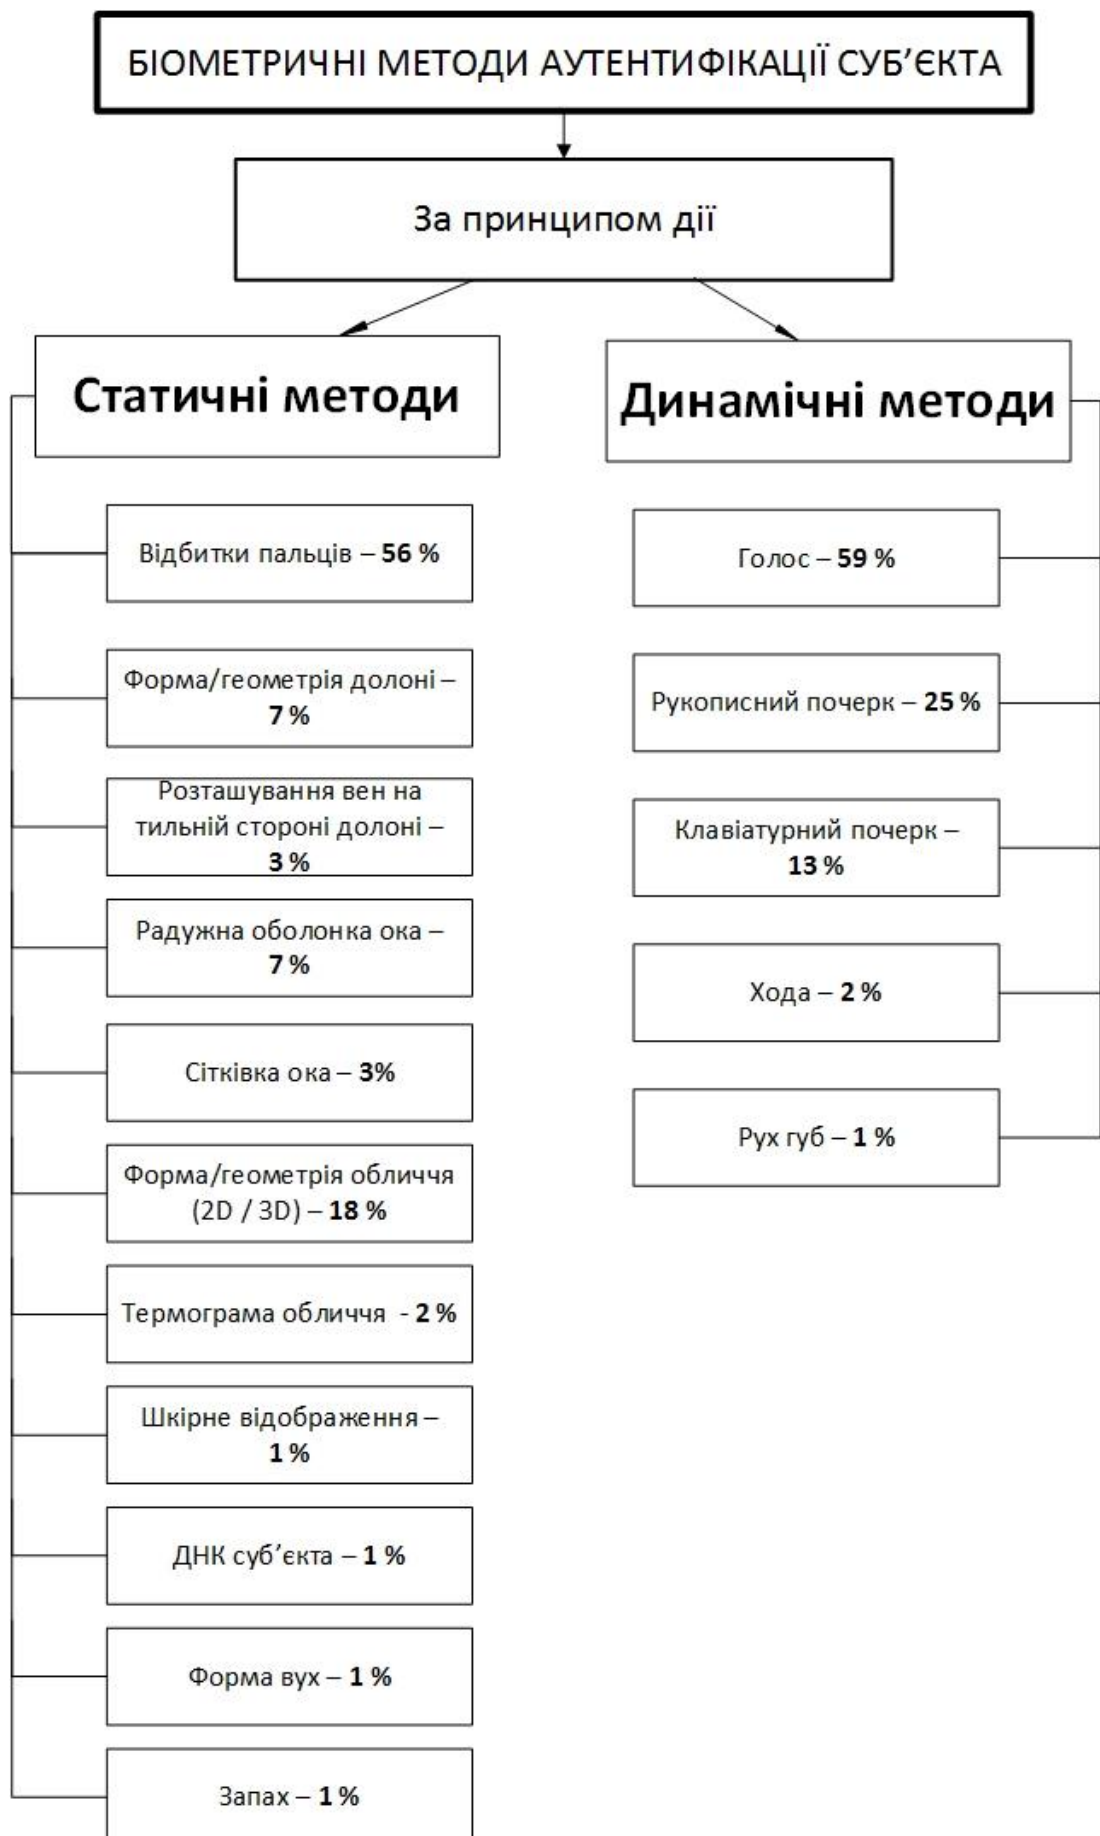 БІОМЕТРИЧНІ МЕТОДИ АУТЕНТИФІКАЦІЇ СУБ’ЄКТА
За принципом дії
Статичні методи
Відбитки пальців – 56 %
Форма/геометрія долоні –
7 %
Розташування вен на
тильній стороні долоні –
3 %
Радужна оболонка ока –
7 %
Сітківка ока – 3%
Форма/геометрія обличчя
(2D / 3D) – 18 %
Термограма обличчя - 2 %
Шкірне відображення –
1 %
ДНК суб’єкта – 1 %
Форма вух – 1 %
Запах – 1 %
Динамічні методи
Голос – 59 %
Рукописний почерк – 25 %
Клавіатурний почерк –
13 %
Хода – 2 %
Рух губ – 1 %